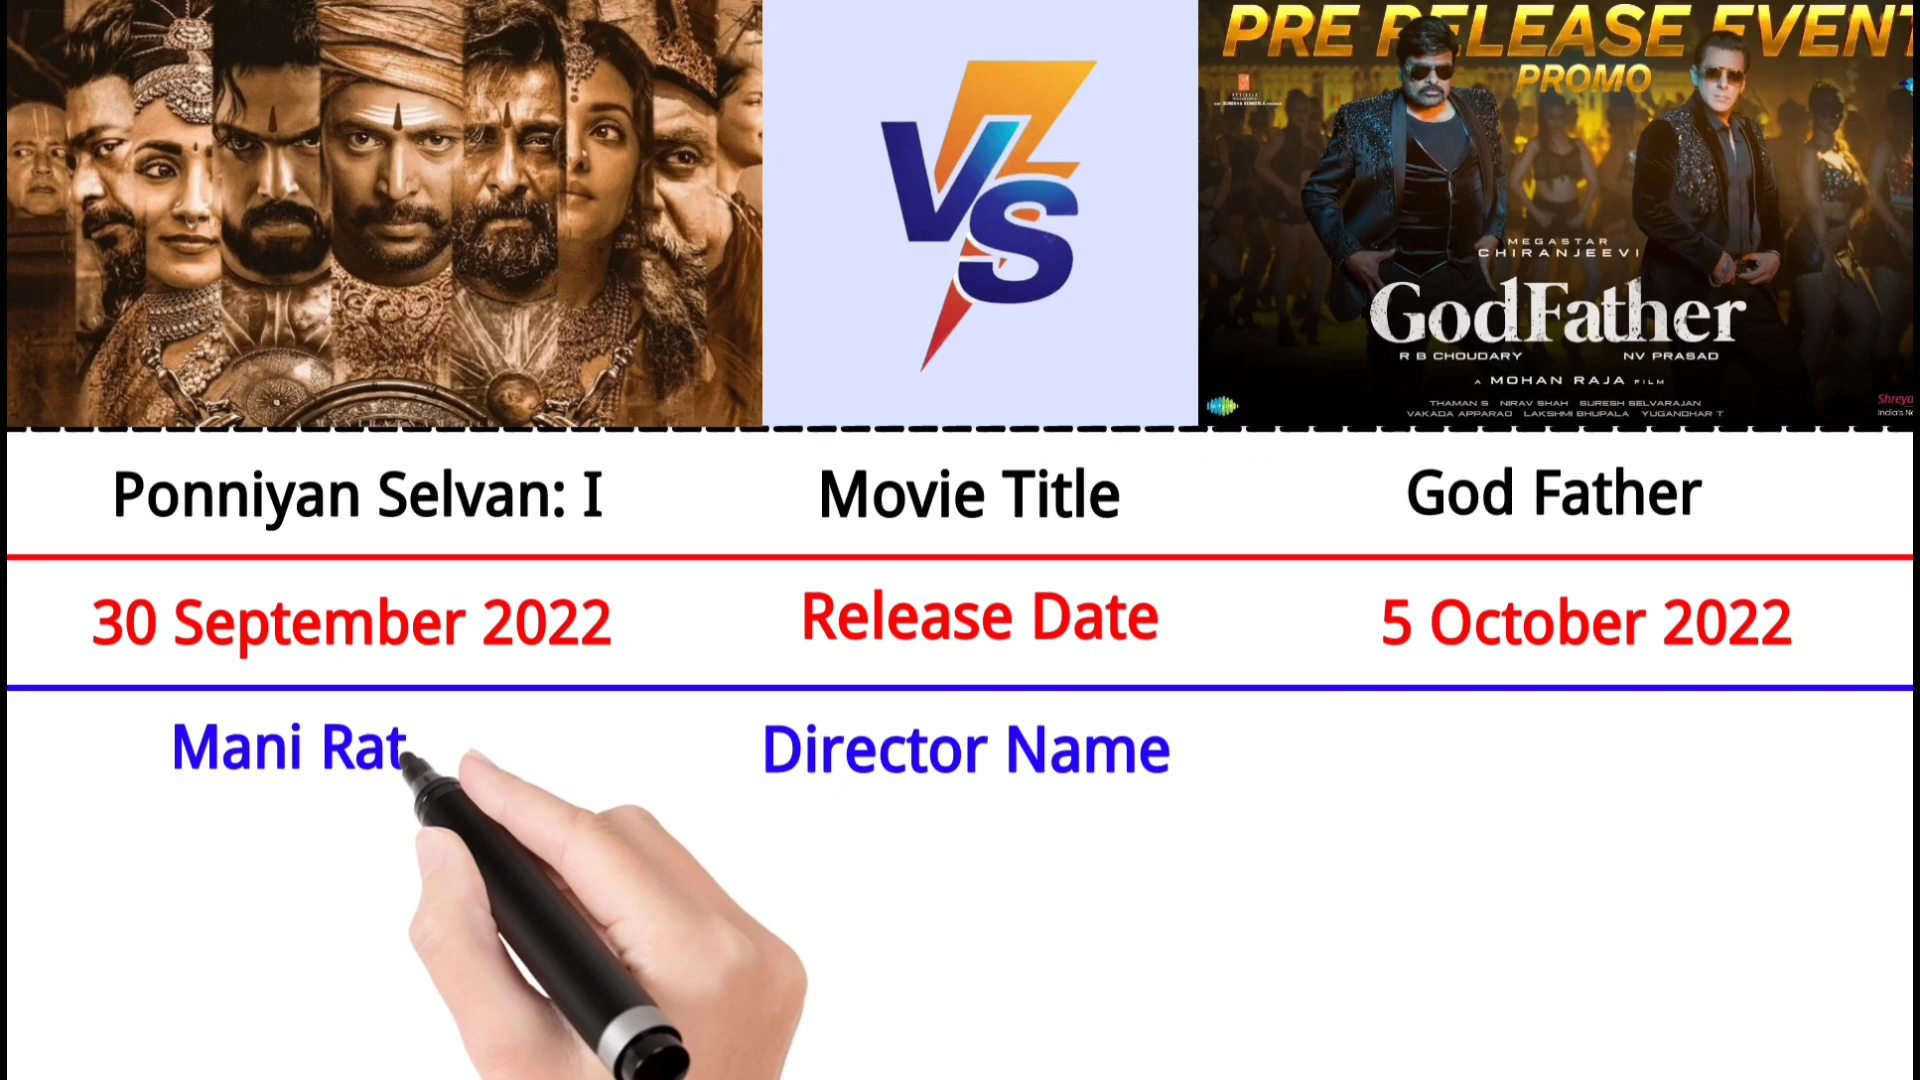 PRE RELEASE EVENT
PROMO
MEGASTAR
CHIRANJEEVI
GodFather
R B CHOUDARY NV PRASAD
A MOHAN RAJA FILM
THAMAN S NIRAV SHAH SURESH SELVARAJAN
VAKADA APPARAO LAKSHMI BHUPALA YUGANDHAR T
Shreya
India's
VS
Ponniyan Selvan: I Movie Title God Father
30 September 2022 Release Date 5 October 2022
Mani Rat Director Name